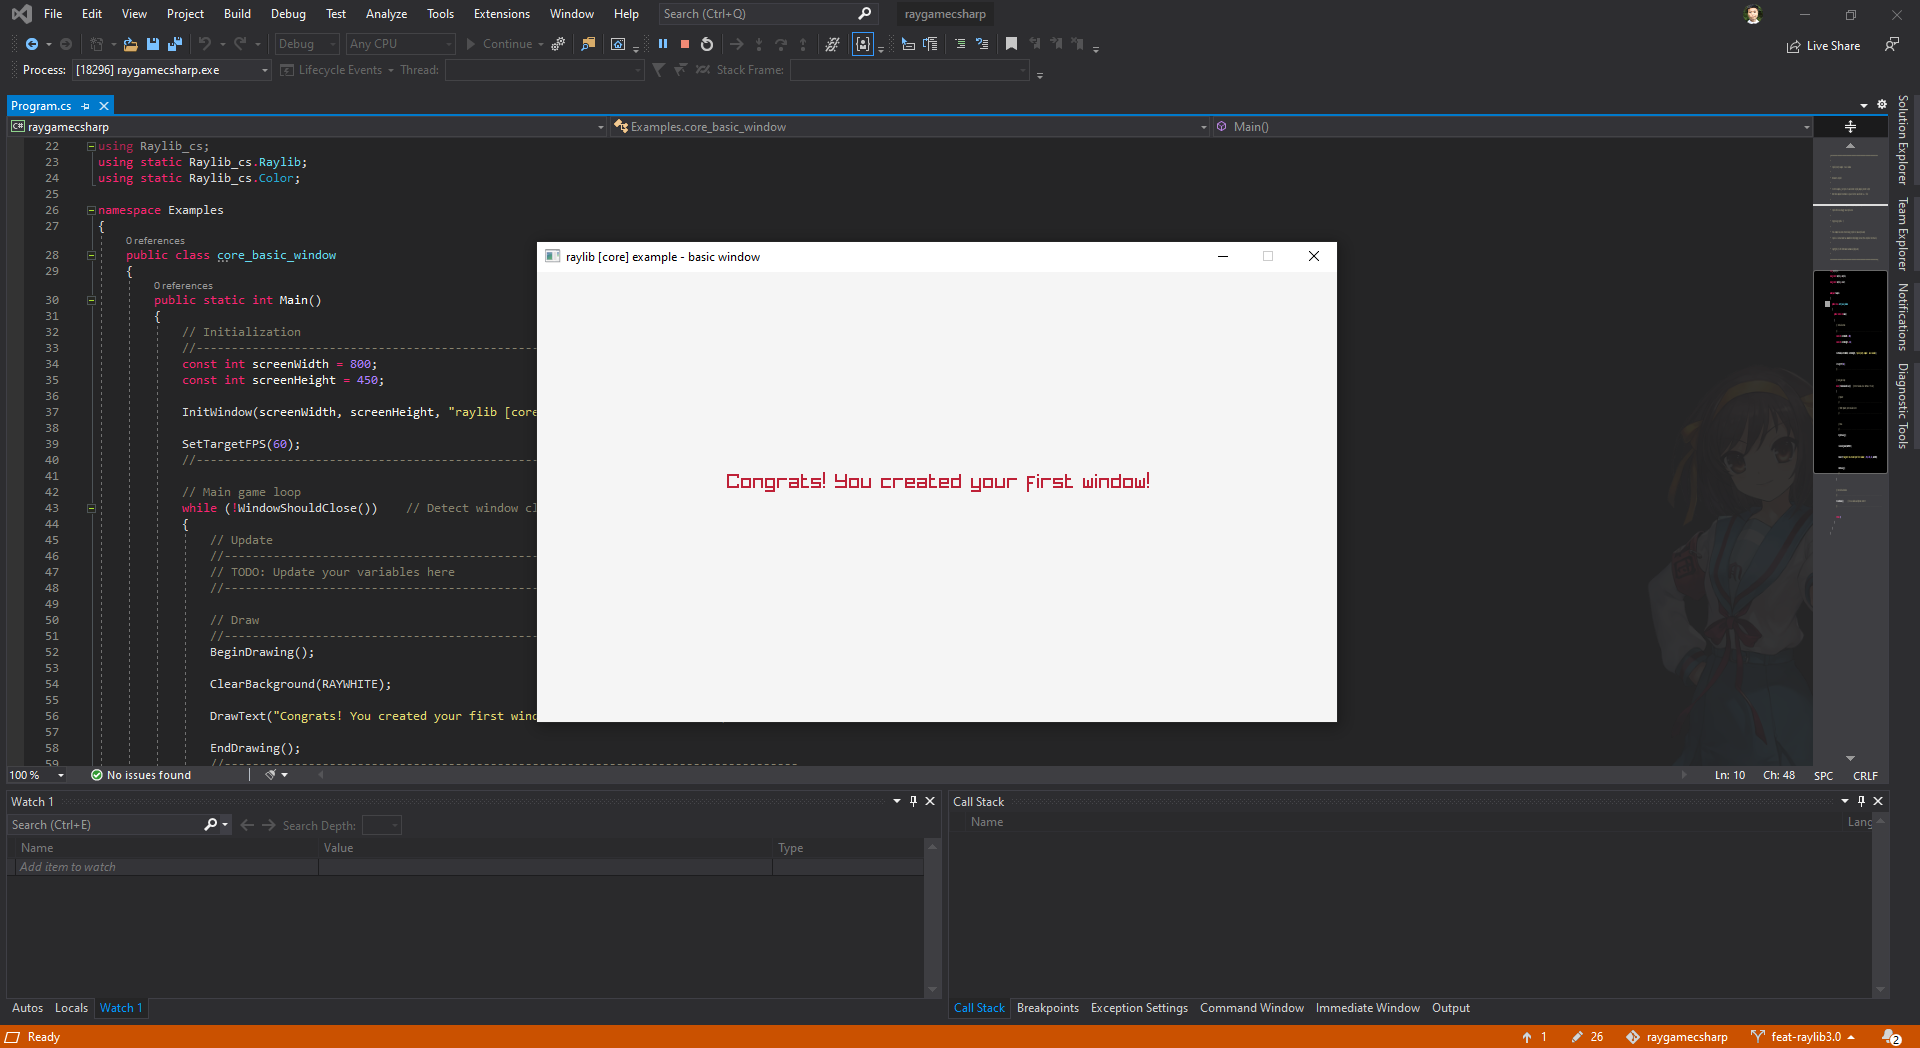 File Edit View Project Build Debug Test Analyze Tools Extensions Window Help Search (Ctrl+Q) raygamecsharp
Debug Any CPU Continue Live Share
Process: [18296] raygamecsharp.exe Lifecycle Events Thread: Stack Frame:
Program.cs
C# raygamecsharp Examples.core_basic_window Main()
22 using Raylib_cs;
23 using static Raylib_cs.Raylib;
24 using static Raylib_cs.Color;
25
26 namespace Examples
27 {
0 references
28 public class core_basic_window
29 {
0 references
30 public static int Main()
31 {
32 // Initialization
33 //--------------------------------------------------
34 const int screenWidth = 800;
35 const int screenHeight = 450;
36
37 InitWindow(screenWidth, screenHeight, "raylib [core
38
39 SetTargetFPS(60);
40 //--------------------------------------------------
41
42 // Main game loop
43 while (!WindowShouldClose()) // Detect window cl
44 {
45 // Update
46 //----------------------------------------------
47 // TODO: Update your variables here
48 //----------------------------------------------
49
50 // Draw
51 //----------------------------------------------
52 BeginDrawing();
53
54 ClearBackground(RAYWHITE);
55
56 DrawText("Congrats! You created your first wind
57
58 EndDrawing();
59 //----------------------------------------------------------------------------------
raylib [core] example - basic window
Congrats! You created your first window!
Solution Explorer
Team Explorer
Notifications
Diagnostic Tools
100 % No issues found Ln: 10 Ch: 48 SPC CRLF
Watch 1
Search (Ctrl+E) Search Depth:
Name Value Type
Add item to watch
Autos Locals Watch 1
Call Stack
Name Lang
Call Stack Breakpoints Exception Settings Command Window Immediate Window Output
Ready 1 26 raygamecsharp feat-raylib3.0 2